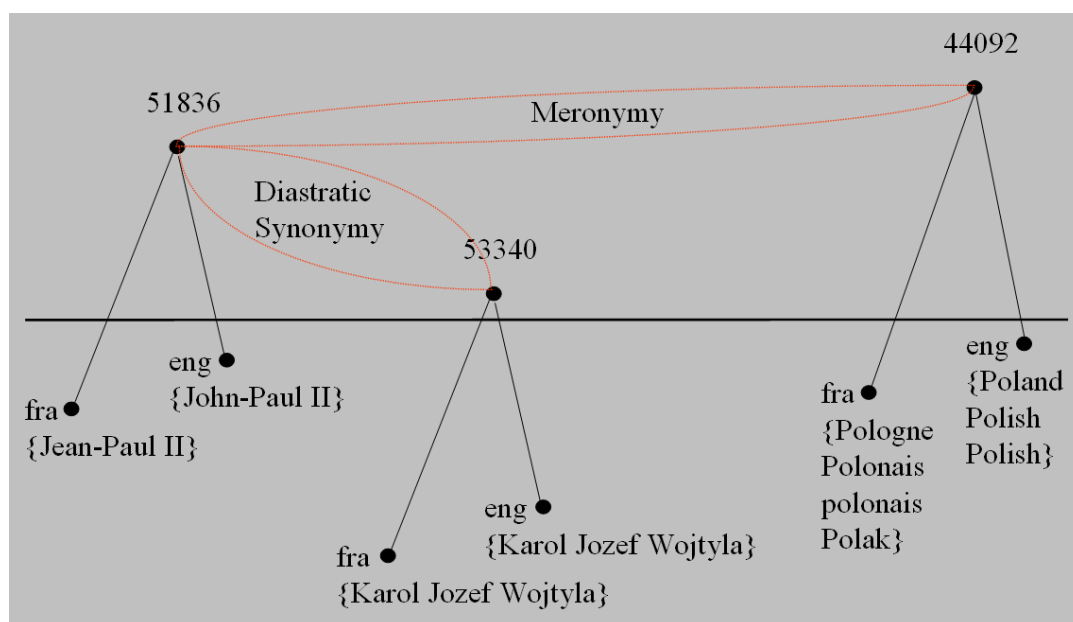 44092
51836
Meronymy
Diastratic
Synonymy
53340
eng
{John-Paul II}
fra
{Jean-Paul II}
eng
{Poland
Polish
Polish}
fra
{Pologne
Polonais
polonais
Polak}
eng
{Karol Jozef Wojtyla}
fra
{Karol Jozef Wojtyla}